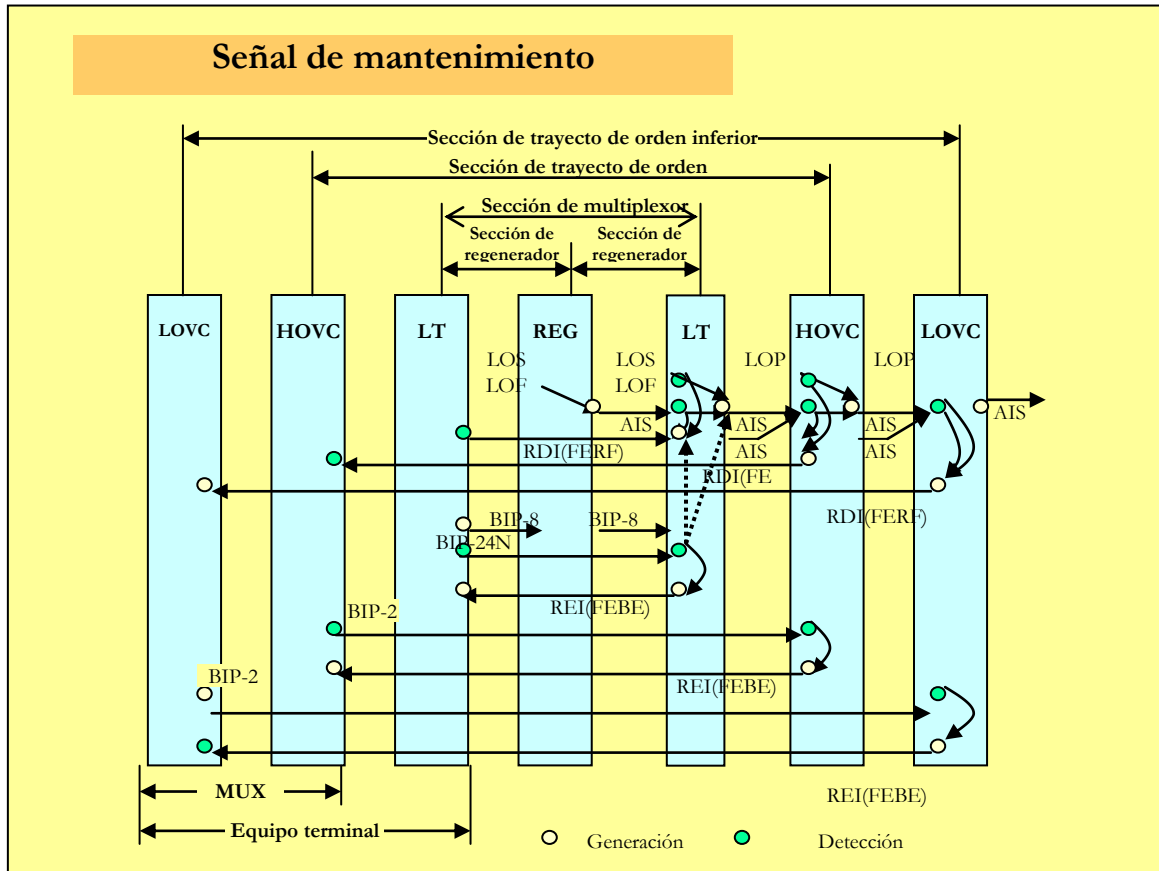 Señal de mantenimiento
Sección de trayecto de orden inferior
Sección de trayecto de orden
Sección de multiplexor
Sección de
regenerador
Sección de
regenerador
LOVC
HOVC
LT
REG
LT
HOVC
LOVC
LOS
LOF
LOS
LOF
LOP
LOP
AIS
AIS
AIS
AIS
AIS
AIS
RDI(FERF)
RDI(FE
RDI(FERF)
BIP-8
BIP-8
BIP-24N
REI(FEBE)
BIP-2
BIP-2
REI(FEBE)
REI(FEBE)
MUX
Equipo terminal
Generación
Detección